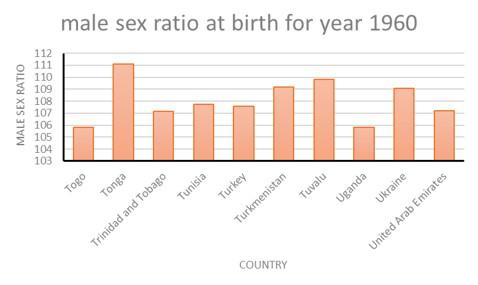 male sex ratio at birth for year 1960
MALE SEX RATIO
112
111
110
109
108
107
106
105
104
103
Togo
Tonga
Trinidad and Tobago
Tunisia
Turkey
Turkmenistan
Tuvalu
Uganda
Ukraine
United Arab Emirates
COUNTRY